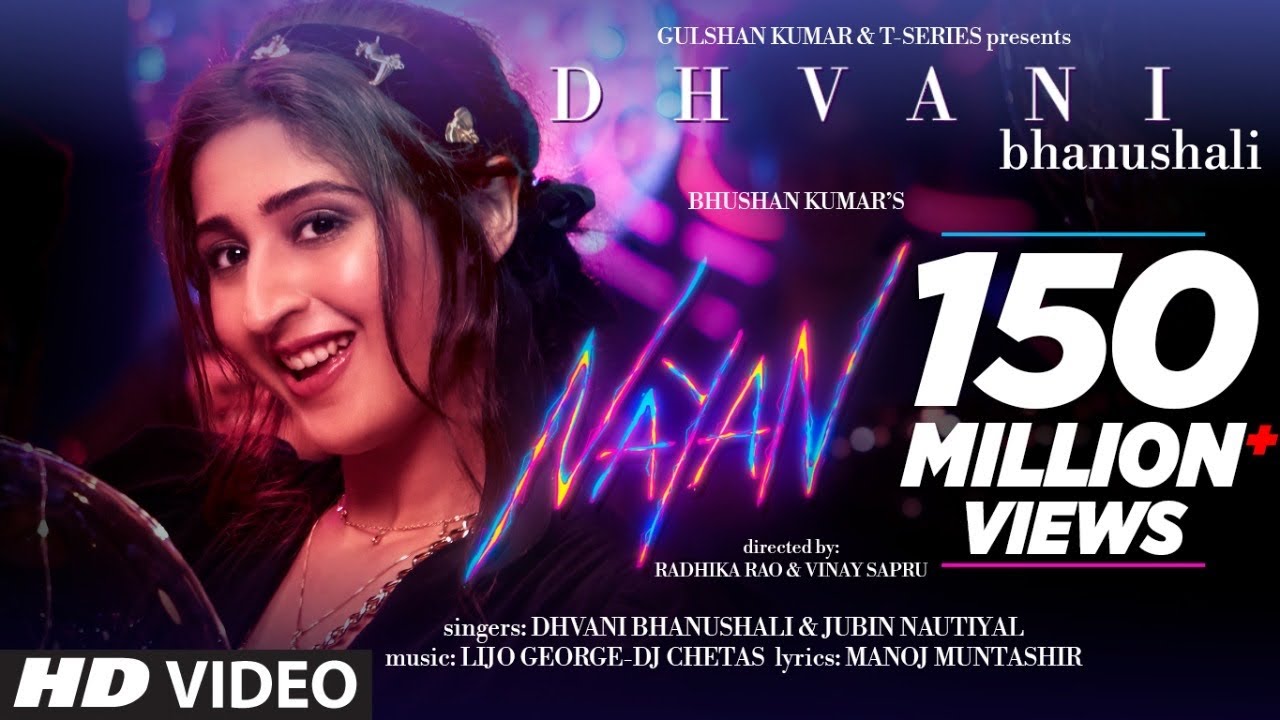 GULSHAN KUMAR & T-SERIES presents
DHVANI
bhanushali
BHUSHAN KUMAR'S
NAYAN
150
MILLION+
VIEWS
directed by:
RADHIKA RAO & VINAY SAPRU
singers: DHVANI BHANUSHALI & JUBIN NAUTIYAL
music: LIJO GEORGE-DJ CHETAS lyrics: MANOJ MUNTASHIR
HD VIDEO